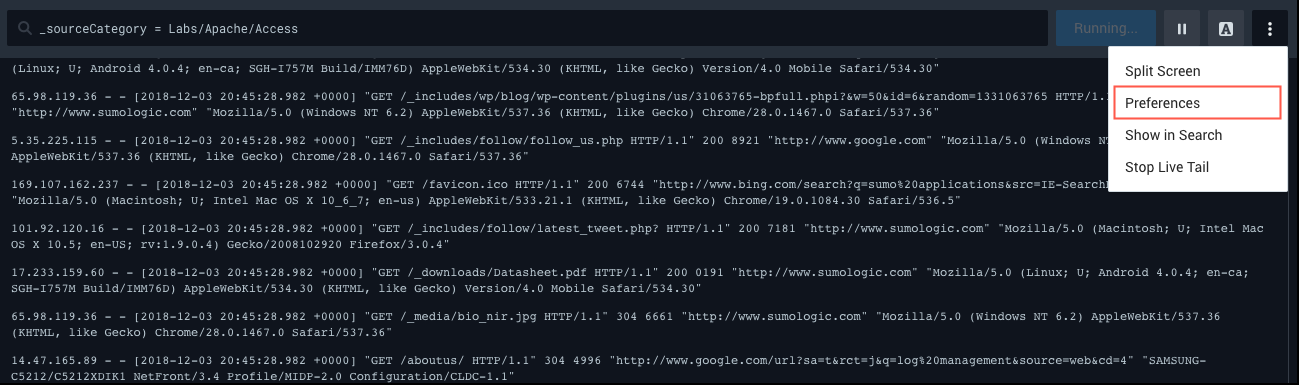 _sourceCategory = Labs/Apache/Access
Running...
A
Split Screen
Preferences
Show in Search
Stop Live Tail
(Linux; U; Android 4.0.4; en-ca; SGH-I757M Build/IMM76D) AppleWebKit/534.30 (KHTML, like Gecko) Version/4.0 Mobile Safari/534.30"
65.98.119.36 - - [2018-12-03 20:45:28.982 +0000] "GET /_includes/wp/blog/wp-content/plugins/us/31063765-bpfull.phpi?&w=50&id=6&random=1331063765 HTTP/1.
"http://www.sumologic.com" "Mozilla/5.0 (Windows NT 6.2) AppleWebKit/537.36 (KHTML, like Gecko) Chrome/28.0.1467.0 Safari/537.36"
5.35.225.115 - - [2018-12-03 20:45:28.982 +0000] "GET /_includes/follow/follow_us.php HTTP/1.1" 200 8921 "http://www.google.com" "Mozilla/5.0 (Windows NT
AppleWebKit/537.36 (KHTML, like Gecko) Chrome/28.0.1467.0 Safari/537.36"
169.107.162.237 - - [2018-12-03 20:45:28.982 +0000] "GET /favicon.ico HTTP/1.1" 200 6744 "http://www.bing.com/search?q=sumo%20applications&src=IE-Search
"Mozilla/5.0 (Macintosh; U; Intel Mac OS X 10_6_7; en-us) AppleWebKit/533.21.1 (KHTML, like Gecko) Chrome/19.0.1084.30 Safari/536.5"
101.92.120.16 - - [2018-12-03 20:45:28.982 +0000] "GET /_includes/follow/latest_tweet.php? HTTP/1.1" 200 7181 "http://www.sumologic.com" "Mozilla/5.0 (Macintosh; U; Intel Mac
OS X 10.5; en-US; rv:1.9.0.4) Gecko/2008102920 Firefox/3.0.4"
17.233.159.60 - - [2018-12-03 20:45:28.982 +0000] "GET /_downloads/Datasheet.pdf HTTP/1.1" 200 0191 "http://www.sumologic.com" "Mozilla/5.0 (Linux; U; Android 4.0.4; en-ca;
SGH-I757M Build/IMM76D) AppleWebKit/534.30 (KHTML, like Gecko) Version/4.0 Mobile Safari/534.30"
65.98.119.36 - - [2018-12-03 20:45:28.982 +0000] "GET /_media/bio_nir.jpg HTTP/1.1" 304 6661 "http://www.sumologic.com" "Mozilla/5.0 (Windows NT 6.2) AppleWebKit/537.36
(KHTML, like Gecko) Chrome/28.0.1467.0 Safari/537.36"
14.47.165.89 - - [2018-12-03 20:45:28.982 +0000] "GET /aboutus/ HTTP/1.1" 304 4996 "http://www.google.com/url?sa=t&rct=j&q=log%20management&source=web&cd=4" "SAMSUNG-
C5212/C5212XDIK1 NetFront/3.4 Profile/MIDP-2.0 Configuration/CLDC-1.1"